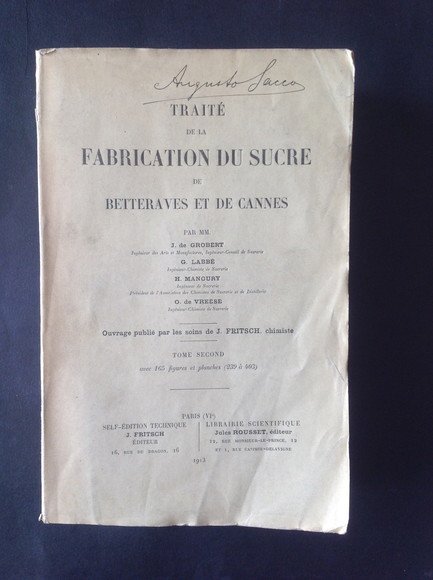 Augusto Sacco
TRAITÉ
DE LA
FABRICATION DU SUCRE
DE
BETTERAVES ET DE CANNES
PAR MM.
J. de GROBERT
Ingénieur des Arts et Manufactures, Ingénieur-Conseil de Sucrerie
G. LABBÉ
Ingénieur-Chimiste de Sucrerie
H. MANOURY
Ingénieur de Sucrerie
Président de l'Association des Chimistes de Sucrerie et de Distillerie
O. de VREESE
Ingénieur-Chimiste de Sucrerie
Ouvrage publié par les soins de J. FRITSCH, chimiste
TOME SECOND
avec 165 figures et planches (239 à 403)
PARIS (VIe)
SELF-ÉDITION TECHNIQUE
J. FRITSCH
ÉDITEUR
16, RUE DU DRAGON, 16
LIBRAIRIE SCIENTIFIQUE
Jules ROUSSET, éditeur
12, RUE MONSIEUR-LE-PRINCE, 12
ET 1, RUE CASIMIR-DELAVIGNE
1913